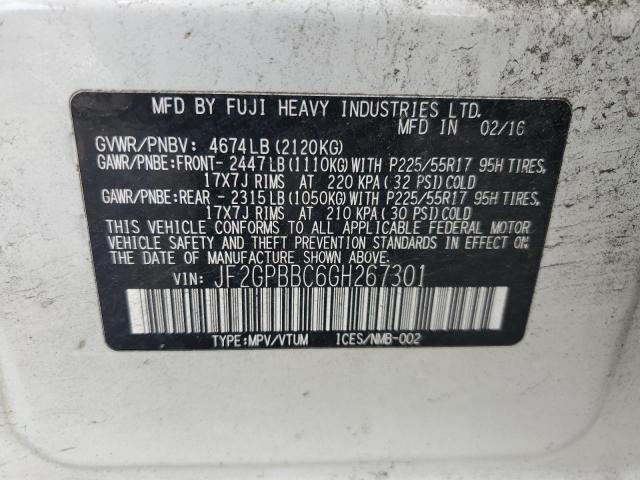 MFD BY FUJI HEAVY INDUSTRIES LTD.
MFD IN 02/16
GVWR/PNBV: 4674LB (2120KG)
GAWR/PNBE:FRONT- 2447LB(1110KG)WITH P225/55R17 95H TIRES,
17X7J RIMS AT 220 KPA (32 PSI)COLD
GAWR/PNBE:REAR - 2315LB(1050KG)WITH P225/55R17 95H TIRES,
17X7J RIMS AT 210 KPA (30 PSI)COLD
THIS VEHICLE CONFORMS TO ALL APPLICABLE FEDERAL MOTOR
VEHICLE SAFETY AND THEFT PREVENTION STANDARDS IN EFFECT ON
THE DATE OF MANUFACTURE SHOWN ABOVE.
VIN: JF2GPBBC6GH267301
TYPE:MPV/VTUM ICES/NMB-002